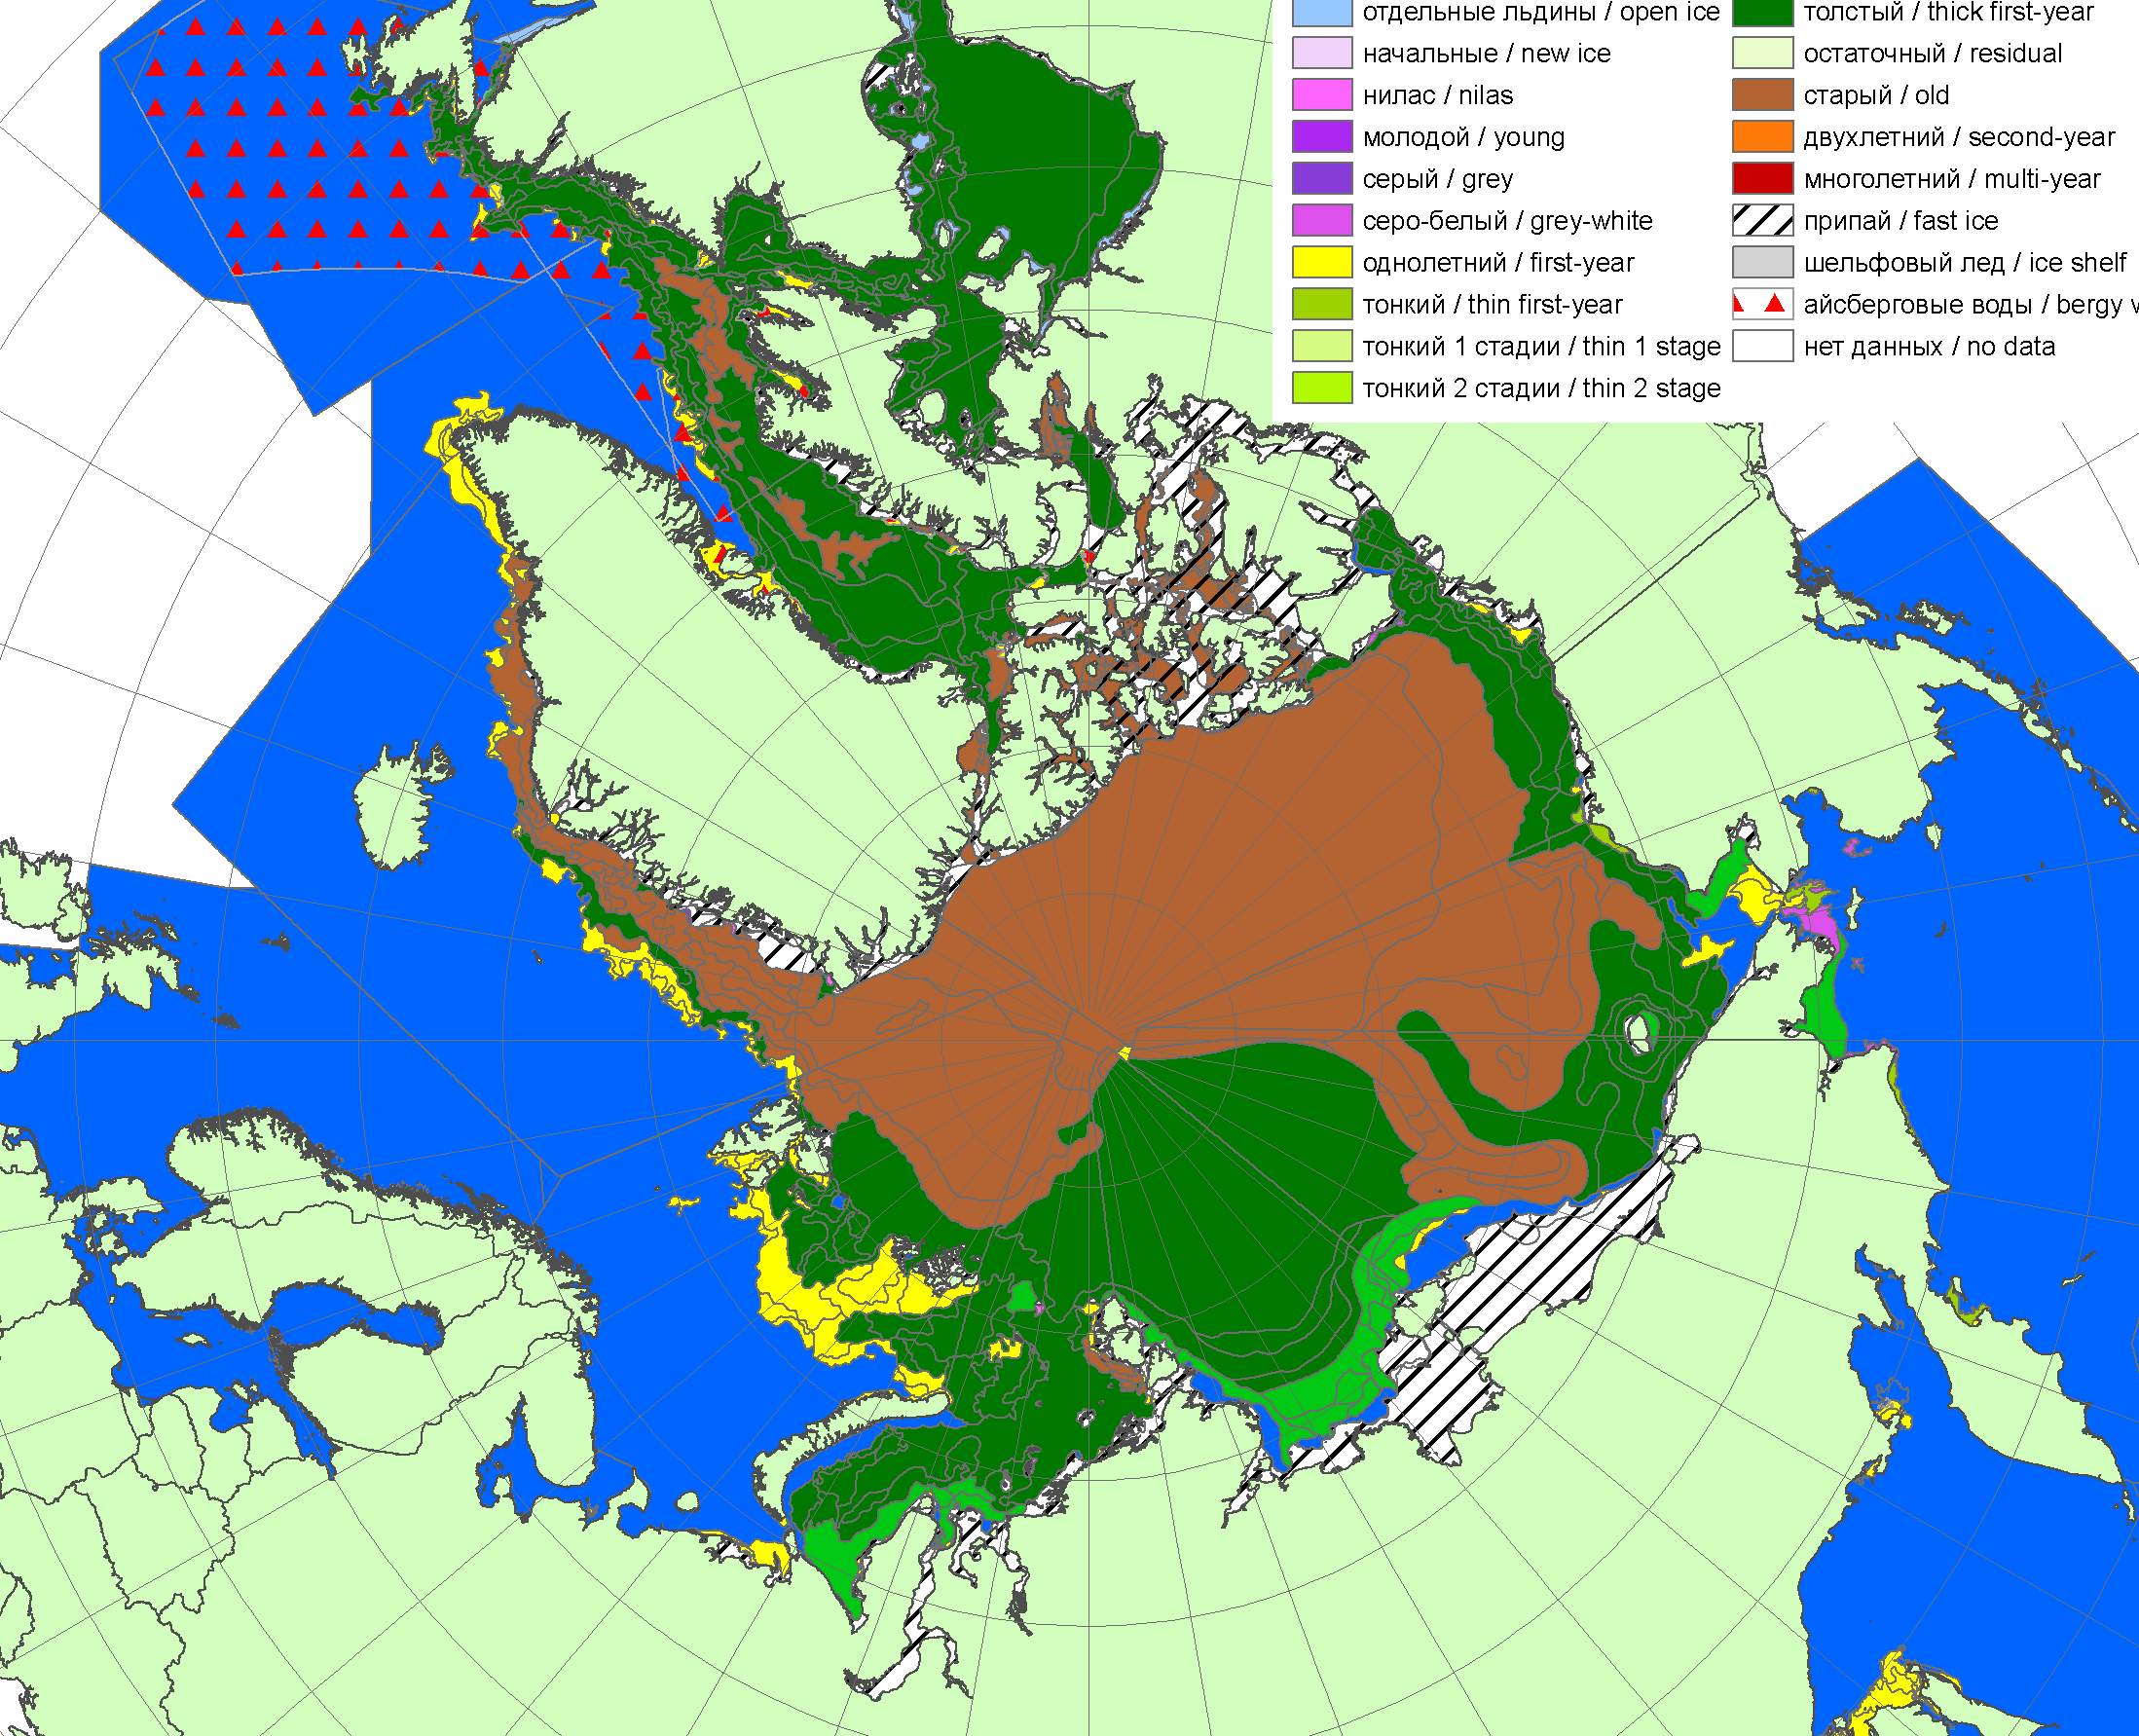 отдельные льдины / open ice
начальные / new ice
нилас / nilas
молодой / young
серый / grey
серо-белый / grey-white
однолетний / first-year
тонкий / thin first-year
тонкий 1 стадии / thin 1 stage
тонкий 2 стадии / thin 2 stage
толстый / thick first-year
остаточный / residual
старый / old
двухлетний / second-year
многолетний / multi-year
припай / fast ice
шельфовый лед / ice shelf
айсберговые воды / bergy
нет данных / no data